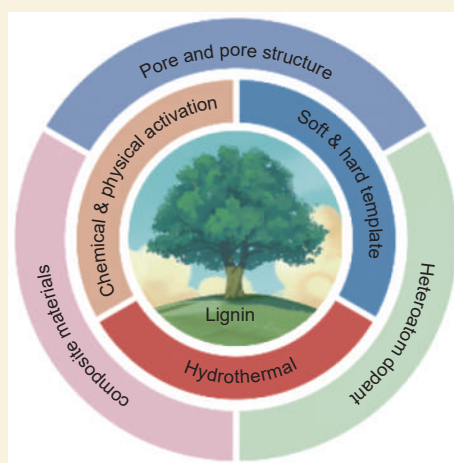 Pore and pore structure
Chemical & physical activation
Soft & hard template
Lignin
Hydrothermal
composite materials
Heteroatom dopant